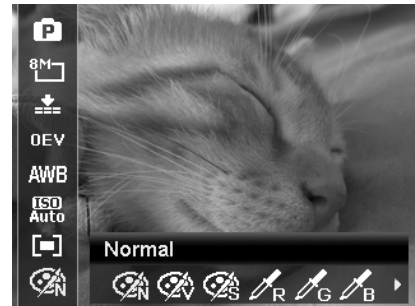 P
8M
0EV
AWB
ISO
Auto
Normal
N V S R G B
N